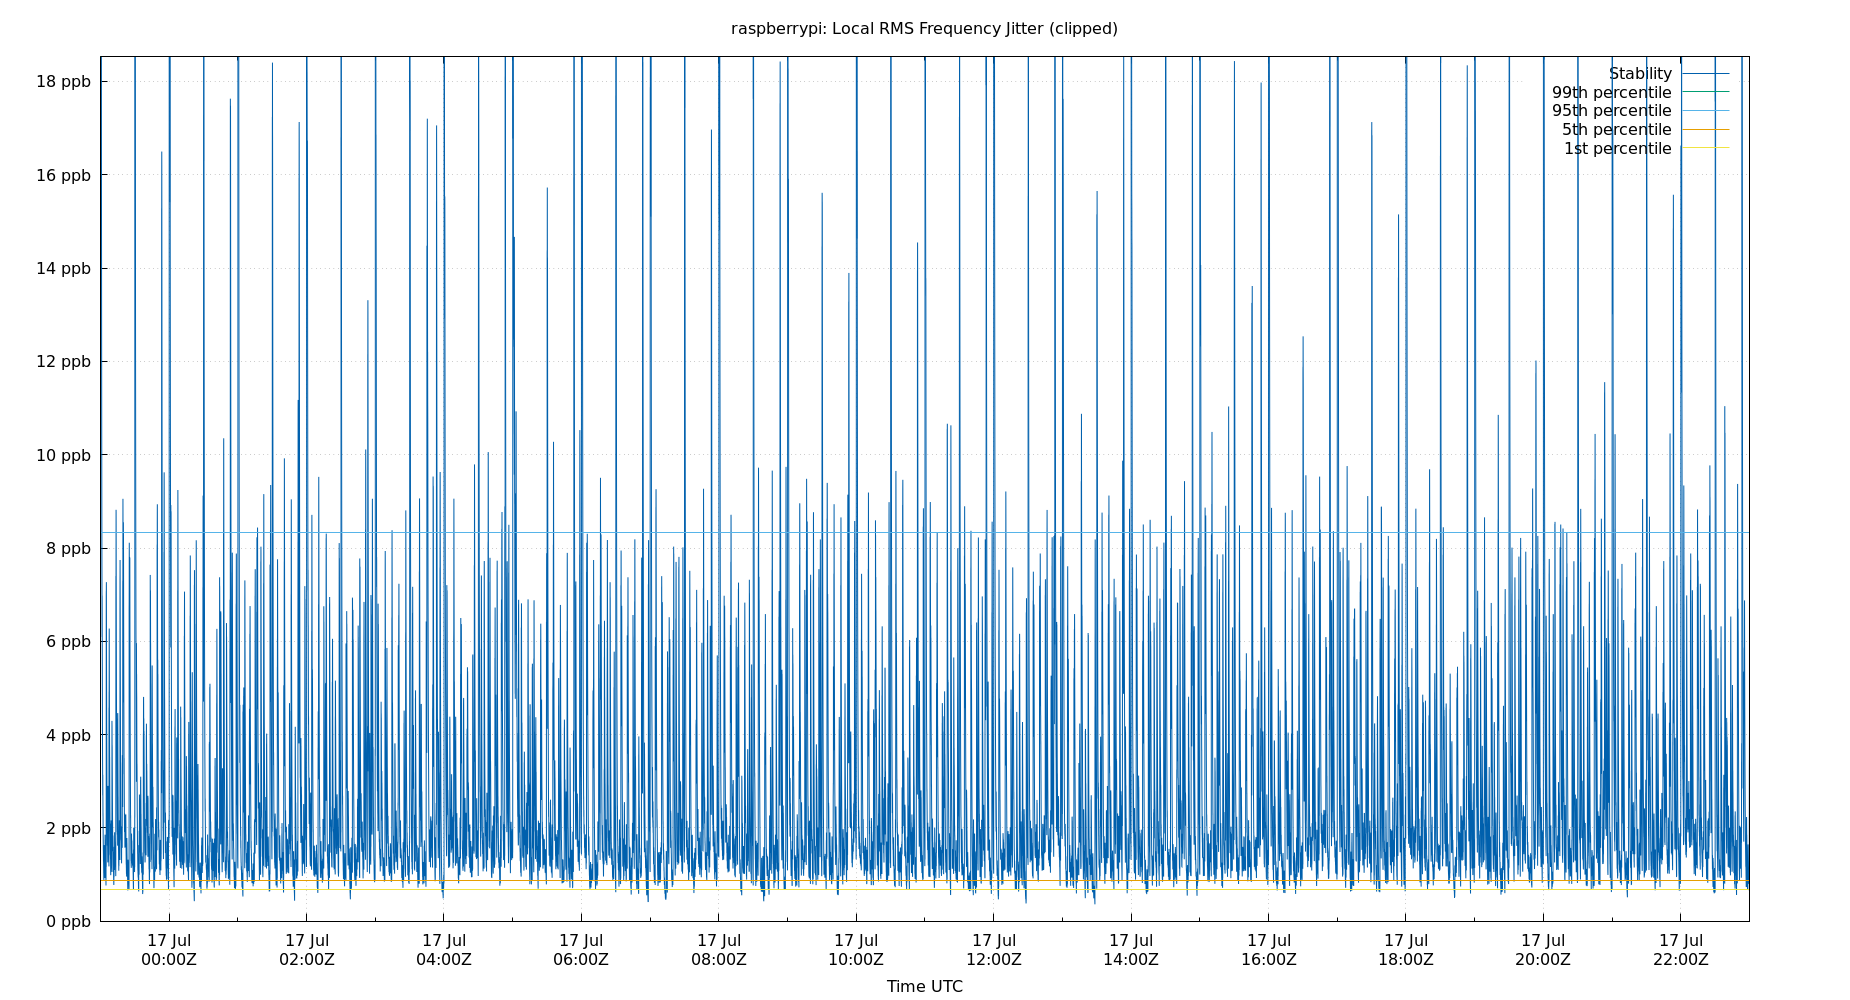 raspberrypi: Local RMS Frequency Jitter (clipped)
18 ppb
16 ppb
14 ppb
12 ppb
10 ppb
8 ppb
6 ppb
4 ppb
2 ppb
0 ppb
Stability
99th percentile
95th percentile
5th percentile
1st percentile
17 Jul 17 Jul 17 Jul 17 Jul 17 Jul 17 Jul 17 Jul 17 Jul 17 Jul 17 Jul 17 Jul 17 Jul
00:00Z 02:00Z 04:00Z 06:00Z 08:00Z 10:00Z 12:00Z 14:00Z 16:00Z 18:00Z 20:00Z 22:00Z
Time UTC